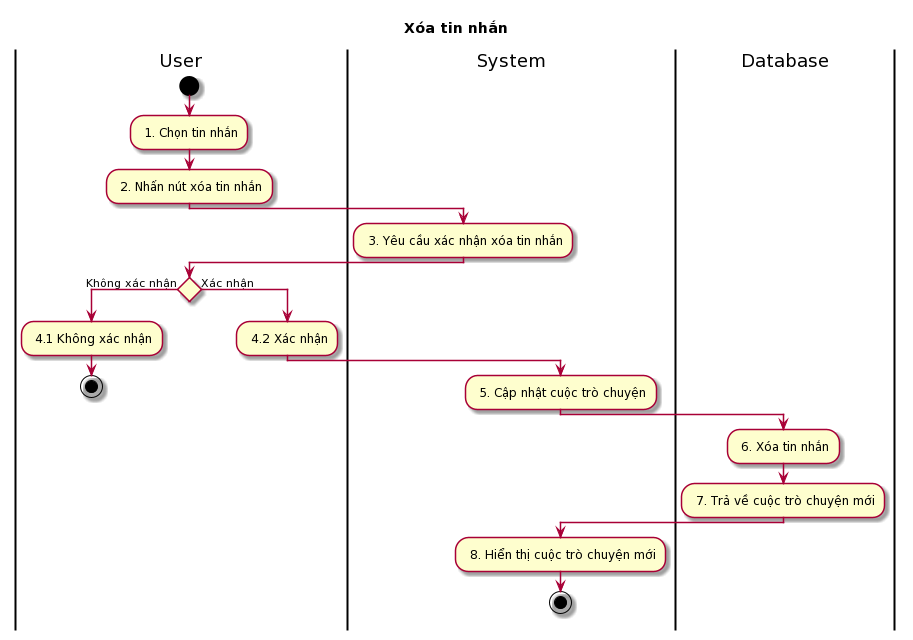 Xóa tin nhắn
User
System
Database
1. Chọn tin nhắn
2. Nhấn nút xóa tin nhắn
3. Yêu cầu xác nhận xóa tin nhắn
Không xác nhận
Xác nhận
4.1 Không xác nhận
4.2 Xác nhận
5. Cập nhật cuộc trò chuyện
6. Xóa tin nhắn
7. Trả về cuộc trò chuyện mới
8. Hiển thị cuộc trò chuyện mới